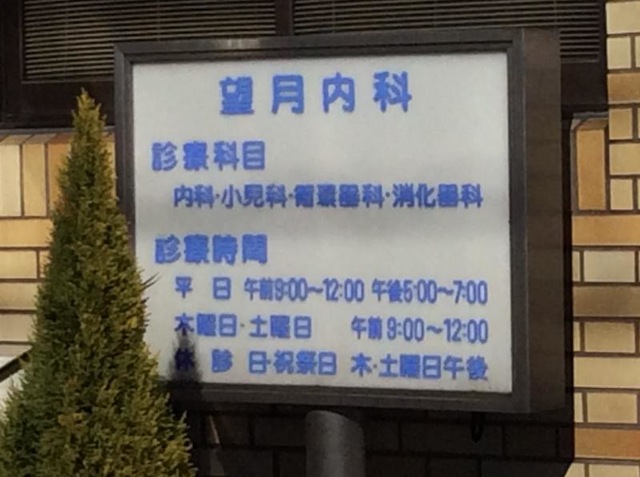 望月内科
診療科目
内科・小児科・循環器科・消化器科
診療時間
平 日 午前9:00〜12:00 午後5:00〜7:00
木曜日・土曜日 午前9:00〜12:00
休 診 日・祝祭日 木・土曜日午後